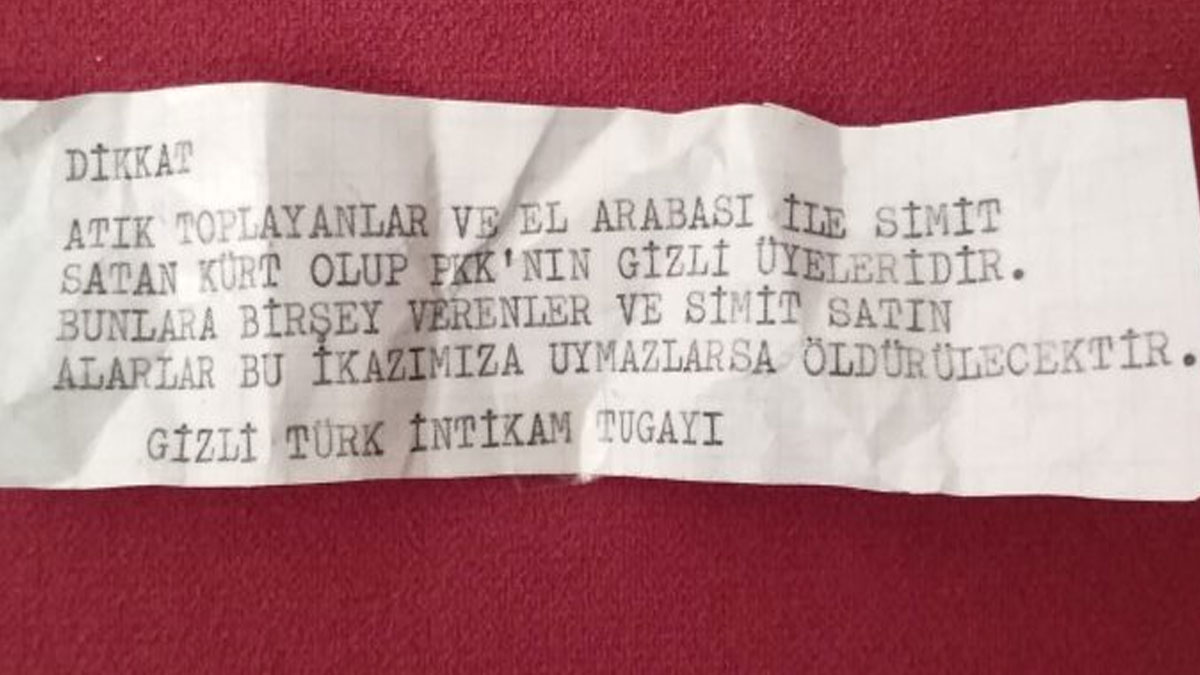 DİKKAT
ATIK TOPLAYANLAR VE EL ARABASI İLE SİMİT
SATAN KÜRT OLUP PKK'NIN GİZLİ ÜYELERİDİR.
BUNLARA BİRŞEY VERENLER VE SİMİT SATIN
ALARLAR BU İKAZIMIZA UYMAZLARSA ÖLDÜRÜLECEKTİR.
GİZLİ TÜRK İNTİKAM TUGAYI